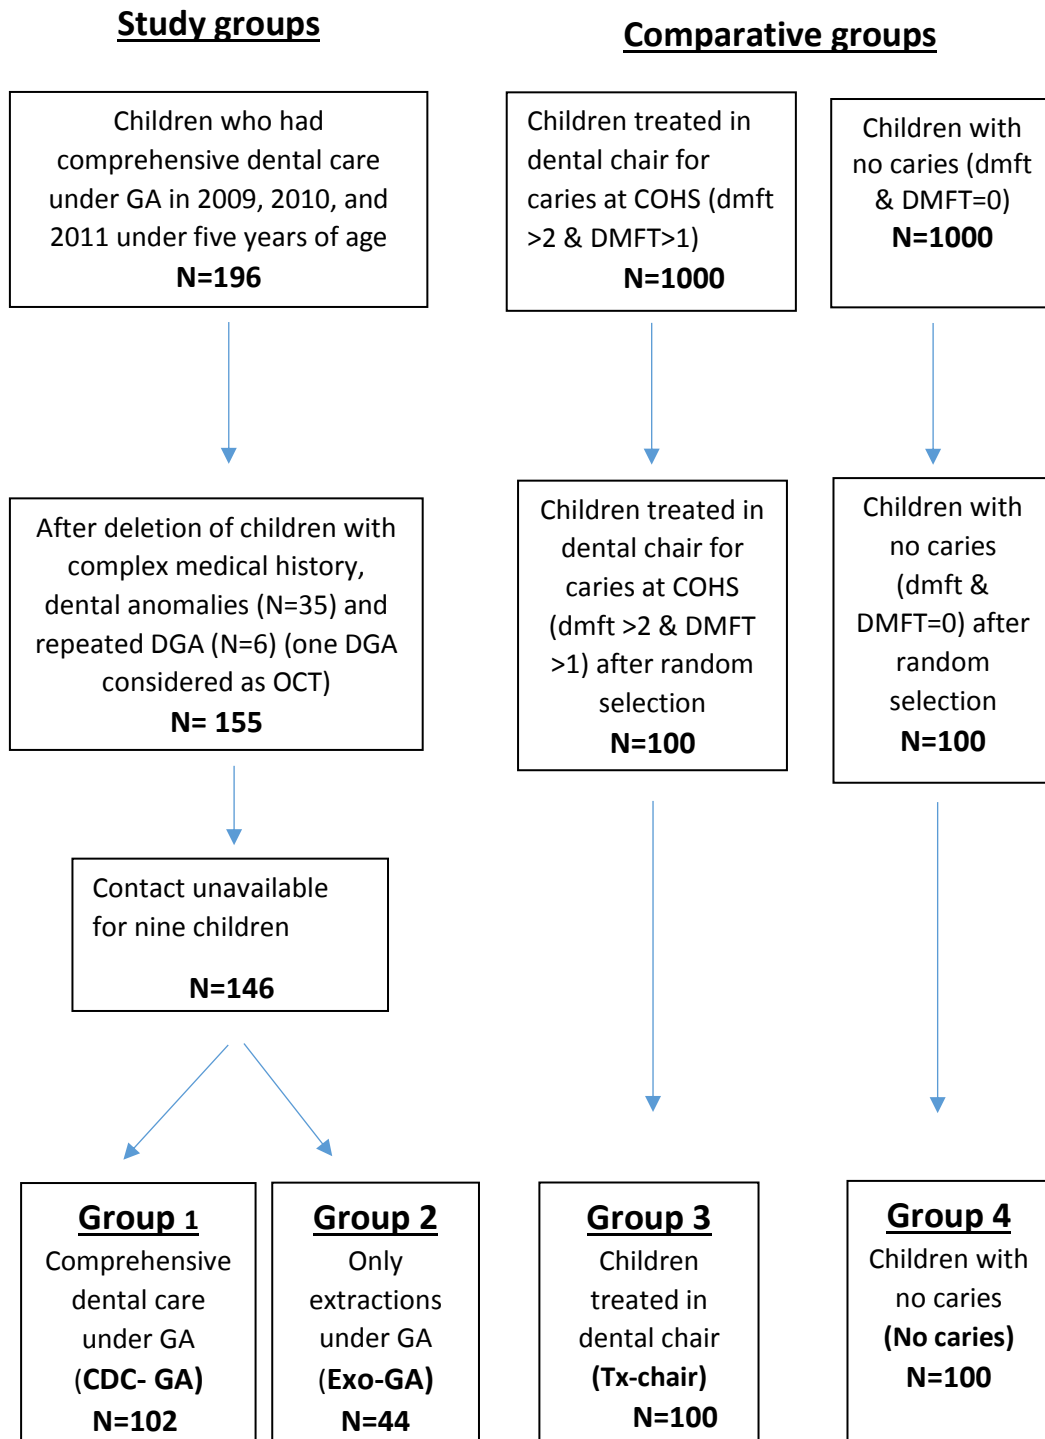 Study groups
Comparative groups
Children who had
comprehensive dental care
under GA in 2009, 2010, and
2011 under five years of age
N=196
Children treated in
dental chair for
caries at COHS (dmft
>2 & DMFT>1)
N=1000
Children with
no caries (dmft
& DMFT=0)
N=1000
After deletion of children with
complex medical history,
dental anomalies (N=35) and
repeated DGA (N=6) (one DGA
considered as OCT)
N= 155
Children treated in
dental chair for
caries at COHS
(dmft >2 & DMFT
>1) after random
selection
N=100
Children with
no caries
(dmft &
DMFT=0) after
random
selection
N=100
Contact unavailable
for nine children
N=146
Group 1
Comprehensive
dental care
under GA
(CDC- GA)
N=102
Group 2
Only
extractions
under GA
(Exo-GA)
N=44
Group 3
Children
treated in
dental chair
(Tx-chair)
N=100
Group 4
Children with
no caries
(No caries)
N=100